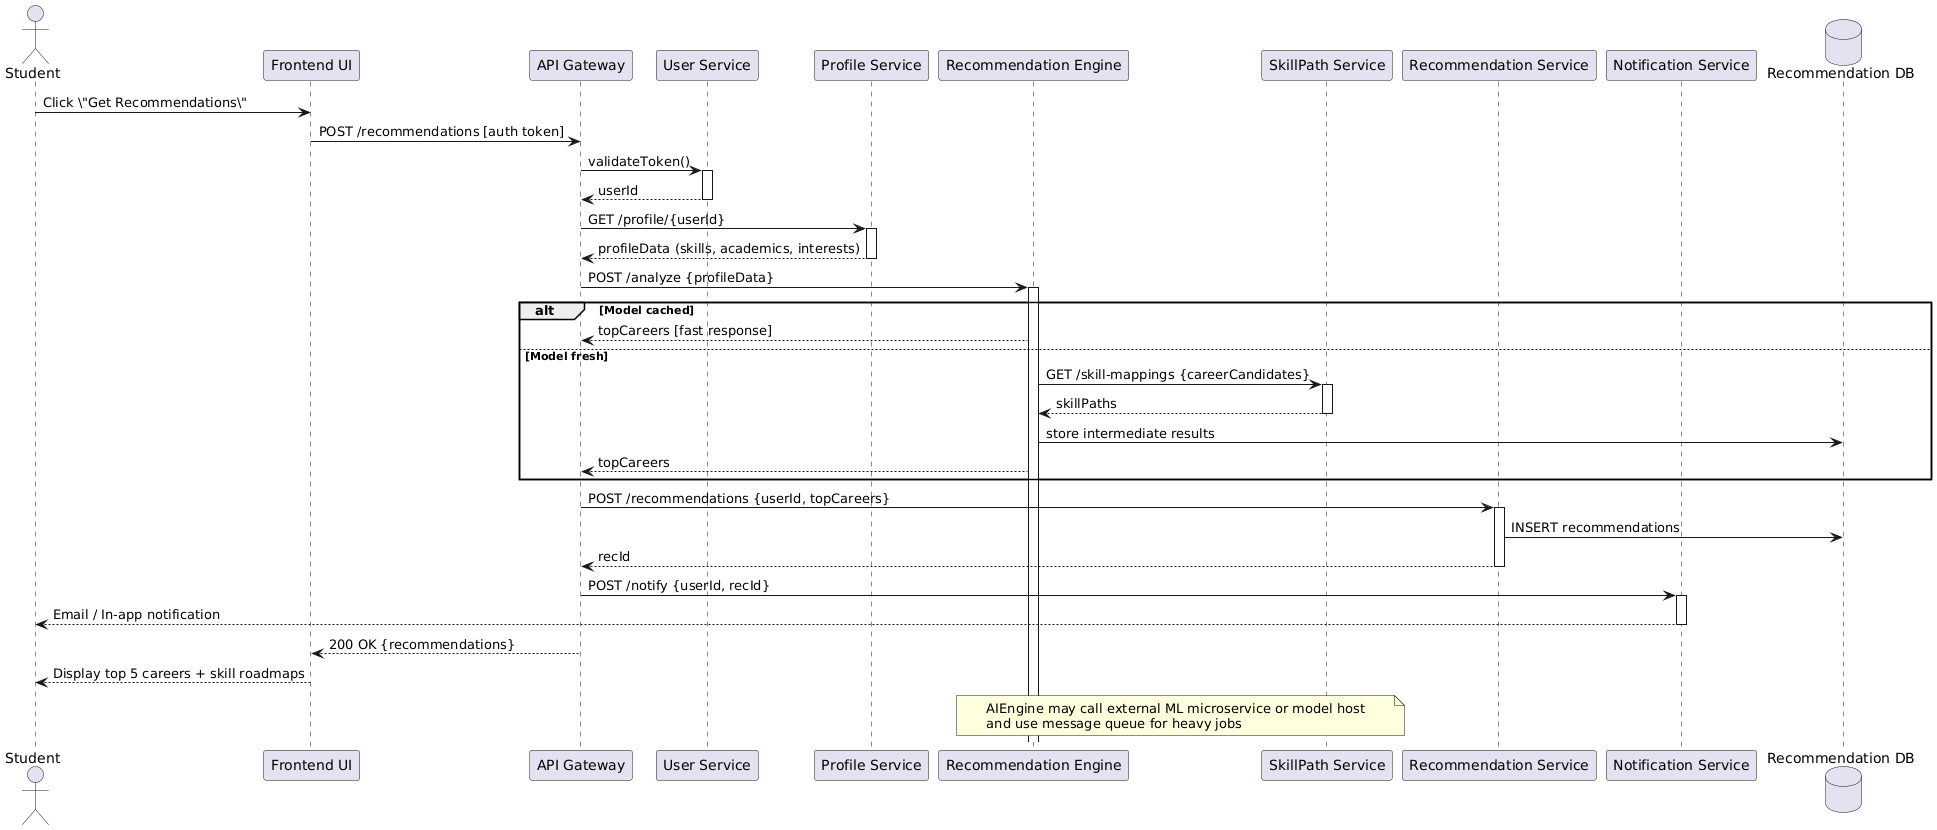 Student
Frontend UI
API Gateway
User Service
Profile Service
Recommendation Engine
SkillPath Service
Recommendation Service
Notification Service
Recommendation DB
Click \"Get Recommendations\"
POST /recommendations [auth token]
validateToken()
userId
GET /profile/{userId}
profileData (skills, academics, interests)
POST /analyze {profileData}
alt
[Model cached]
topCareers [fast response]
[Model fresh]
GET /skill-mappings {careerCandidates}
skillPaths
store intermediate results
topCareers
POST /recommendations {userId, topCareers}
INSERT recommendations
recId
POST /notify {userId, recId}
Email / In-app notification
200 OK {recommendations}
Display top 5 careers + skill roadmaps
AIEngine may call external ML microservice or model host
and use message queue for heavy jobs
Student
Frontend UI
API Gateway
User Service
Profile Service
Recommendation Engine
SkillPath Service
Recommendation Service
Notification Service
Recommendation DB